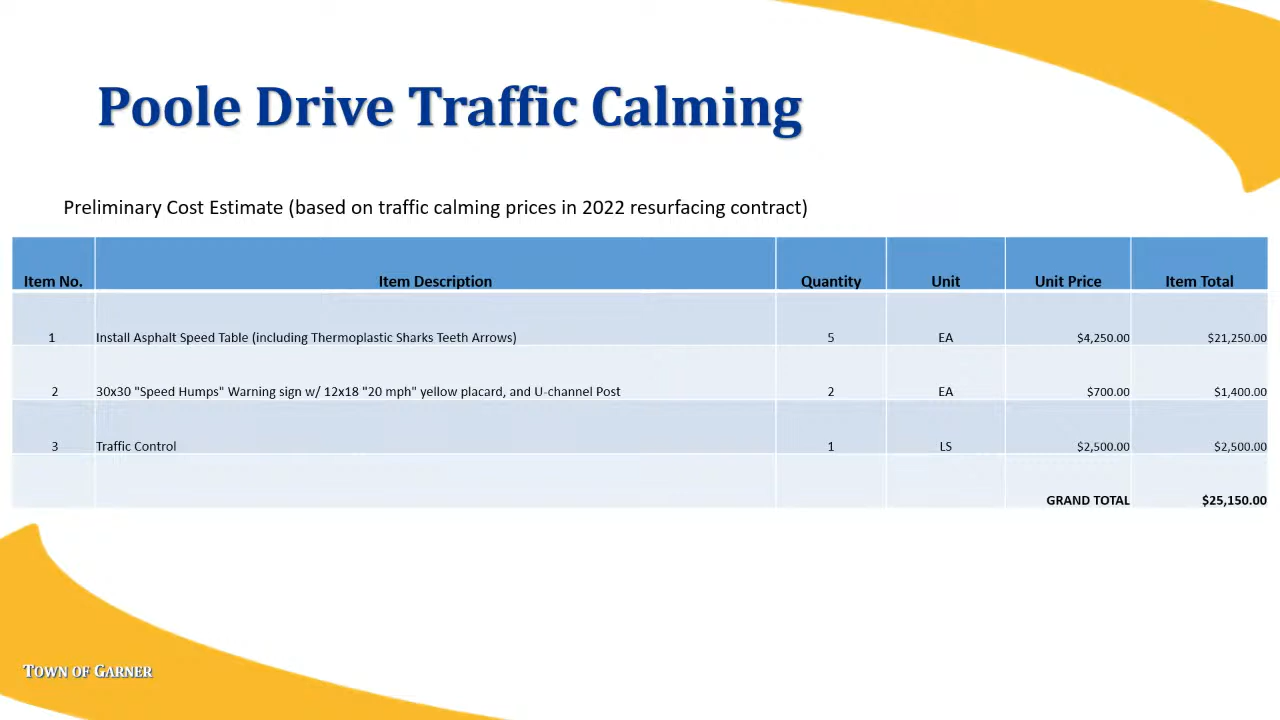 Poole Drive Traffic Calming
Preliminary Cost Estimate (based on traffic calming prices in 2022 resurfacing contract)
Item No. Item Description Quantity Unit Unit Price Item Total
1 Install Asphalt Speed Table (including Thermoplastic Sharks Teeth Arrows) 5 EA $4,250.00 $21,250.00
2 30x30 "Speed Humps" Warning sign w/ 12x18 "20 mph" yellow placard, and U-channel Post 2 EA $700.00 $1,400.00
3 Traffic Control 1 LS $2,500.00 $2,500.00
GRAND TOTAL $25,150.00
TOWN OF GARNER